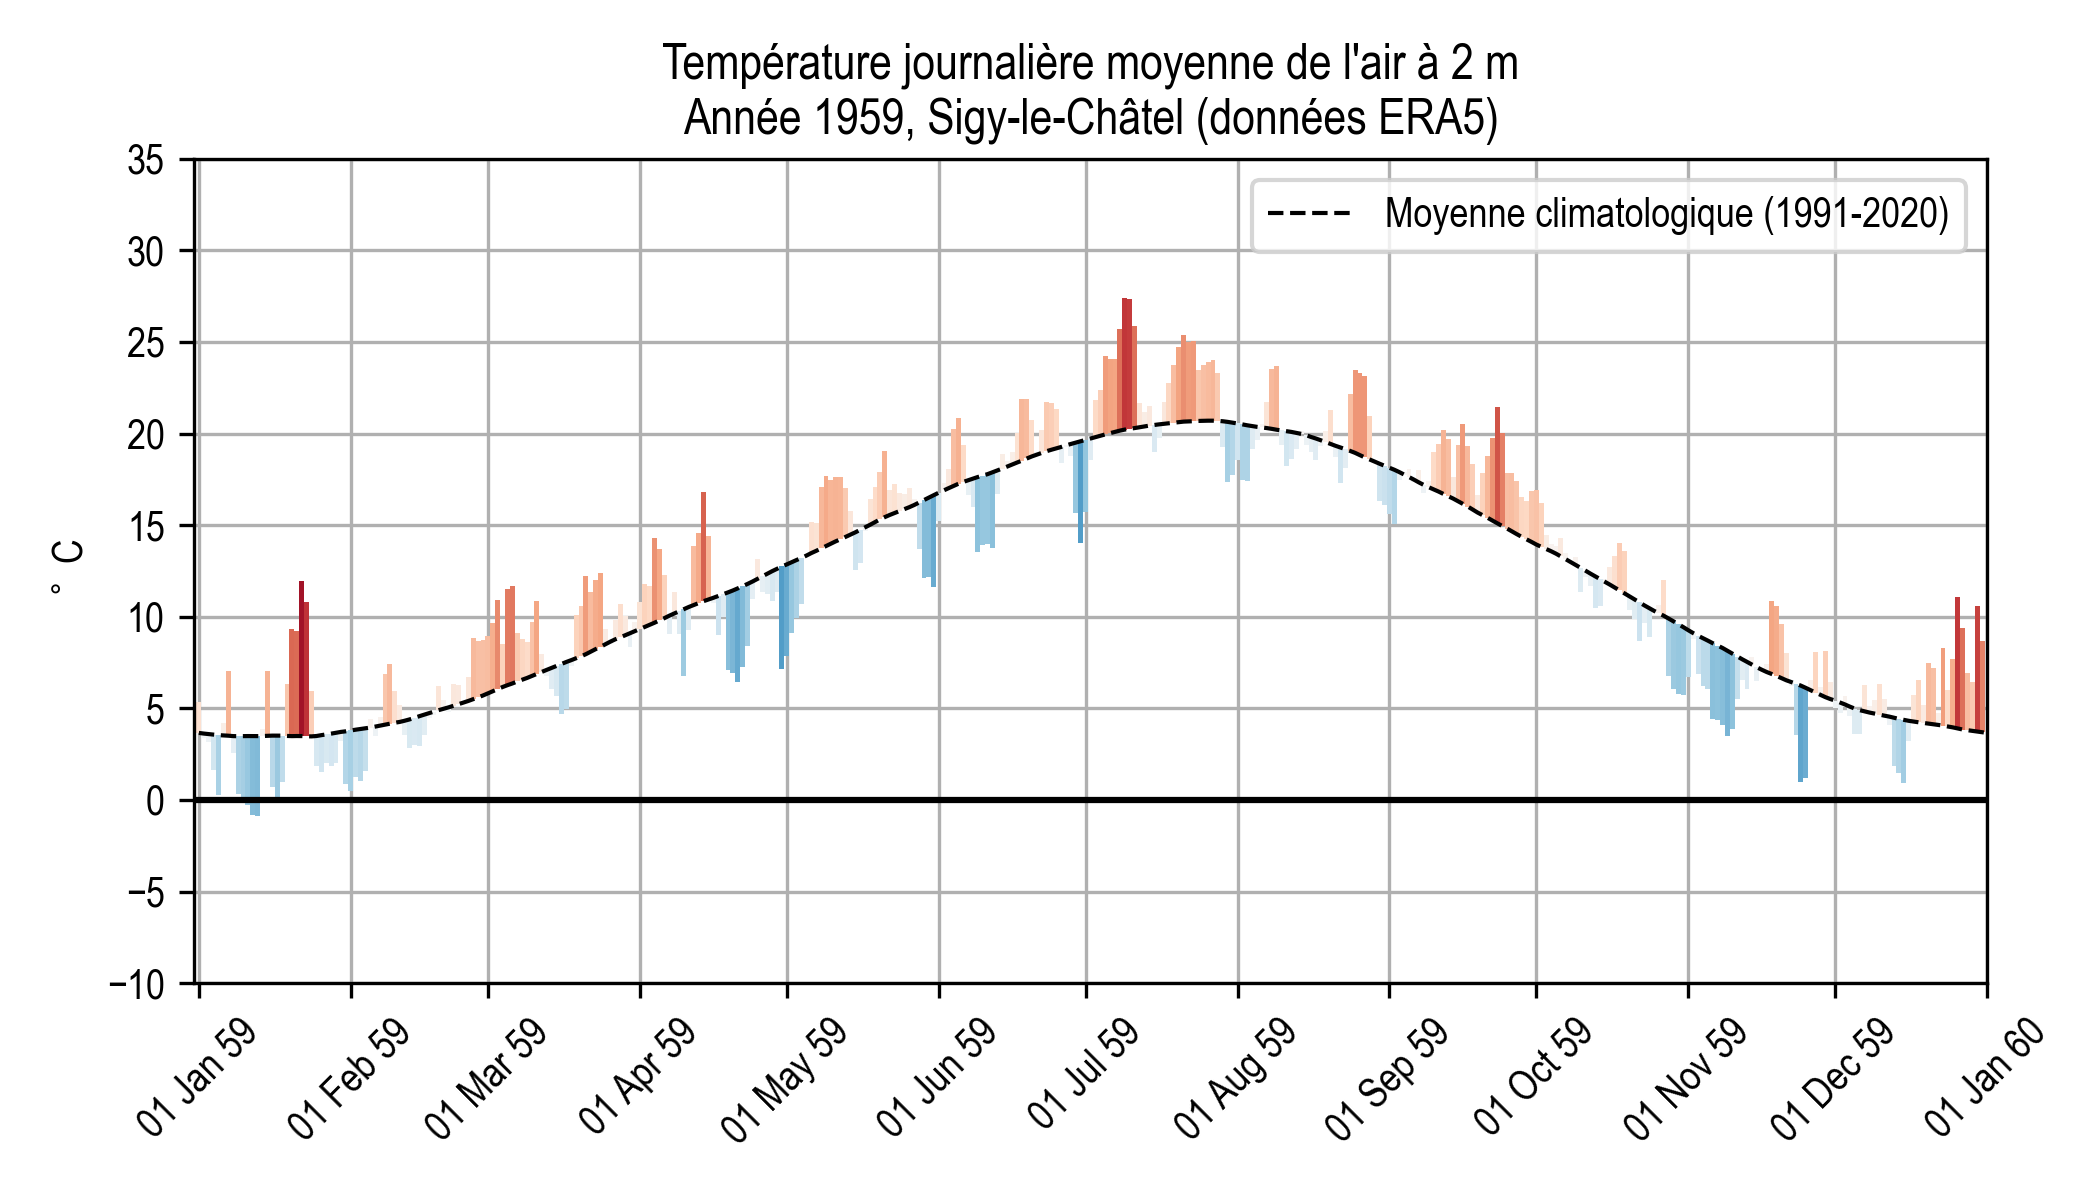 Température journalière moyenne de l'air à 2 m
Année 1959, Sigy-le-Châtel (données ERA5)
35
30
25
20
15
10
5
0
−5
−10
° C
Moyenne climatologique (1991-2020)
01 Jan 59
01 Feb 59
01 Mar 59
01 Apr 59
01 May 59
01 Jun 59
01 Jul 59
01 Aug 59
01 Sep 59
01 Oct 59
01 Nov 59
01 Dec 59
01 Jan 60